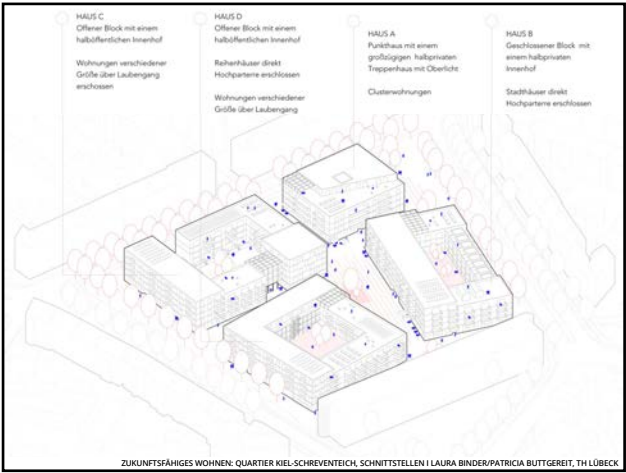 HAUS C
Offener Block mit einem
halböffentlichen Innenhof
Wohnungen verschiedener
Größe über Laubengang
erschossen
HAUS D
Offener Block mit einem
halböffentlichen Innenhof
Reihenhäuser direkt
Hochparterre erschlossen
Wohnungen verschiedener
Größe über Laubengang
HAUS A
Punkthaus mit einem
großzügigen halbprivaten
Treppenhaus mit Oberlicht
Clusterwohnungen
HAUS B
Geschlossener Block mit
einem halbprivaten
Innenhof
Stadthäuser direkt
Hochparterre erschlossen
ZUKUNFTSFÄHIGES WOHNEN: QUARTIER KIEL-SCHREVENTEICH, SCHNITTSTELLEN I LAURA BINDER/PATRICIA BUTTGEREIT, TH LÜBECK